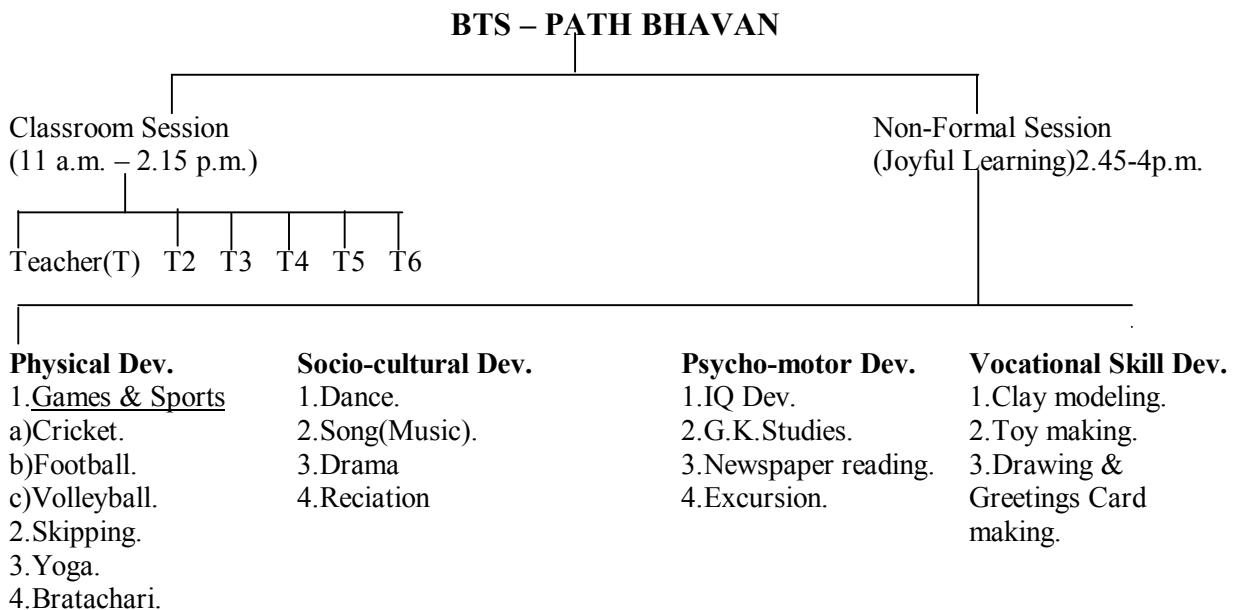 BTS – PATH BHAVAN
Classroom Session
(11 a.m. – 2.15 p.m.)
Non-Formal Session
(Joyful Learning)2.45-4p.m.
Teacher(T) T2 T3 T4 T5 T6
Physical Dev.
1.Games & Sports
a)Cricket.
b)Football.
c)Volleyball.
2.Skipping.
3.Yoga.
4.Bratachari.
Socio-cultural Dev.
1.Dance.
2.Song(Music).
3.Drama
4.Reciation
Psycho-motor Dev.
1.IQ Dev.
2.G.K.Studies.
3.Newspaper reading.
4.Excursion.
Vocational Skill Dev.
1.Clay modeling.
2.Toy making.
3.Drawing &
Greetings Card
making.